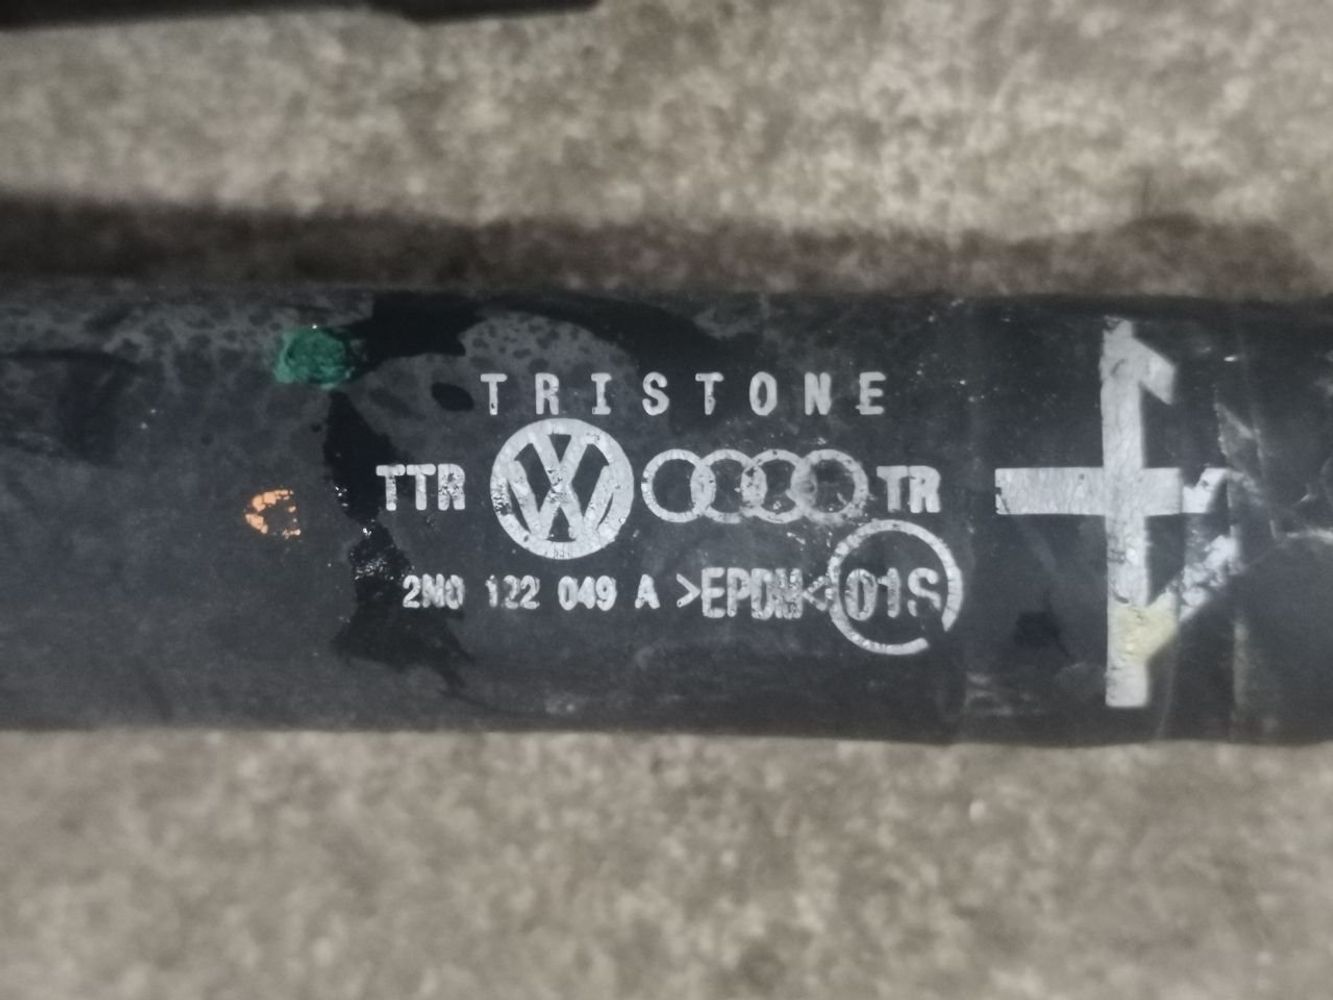 TRISTONE
TTR TR
2N0 122 049 A >EPDM< 01S